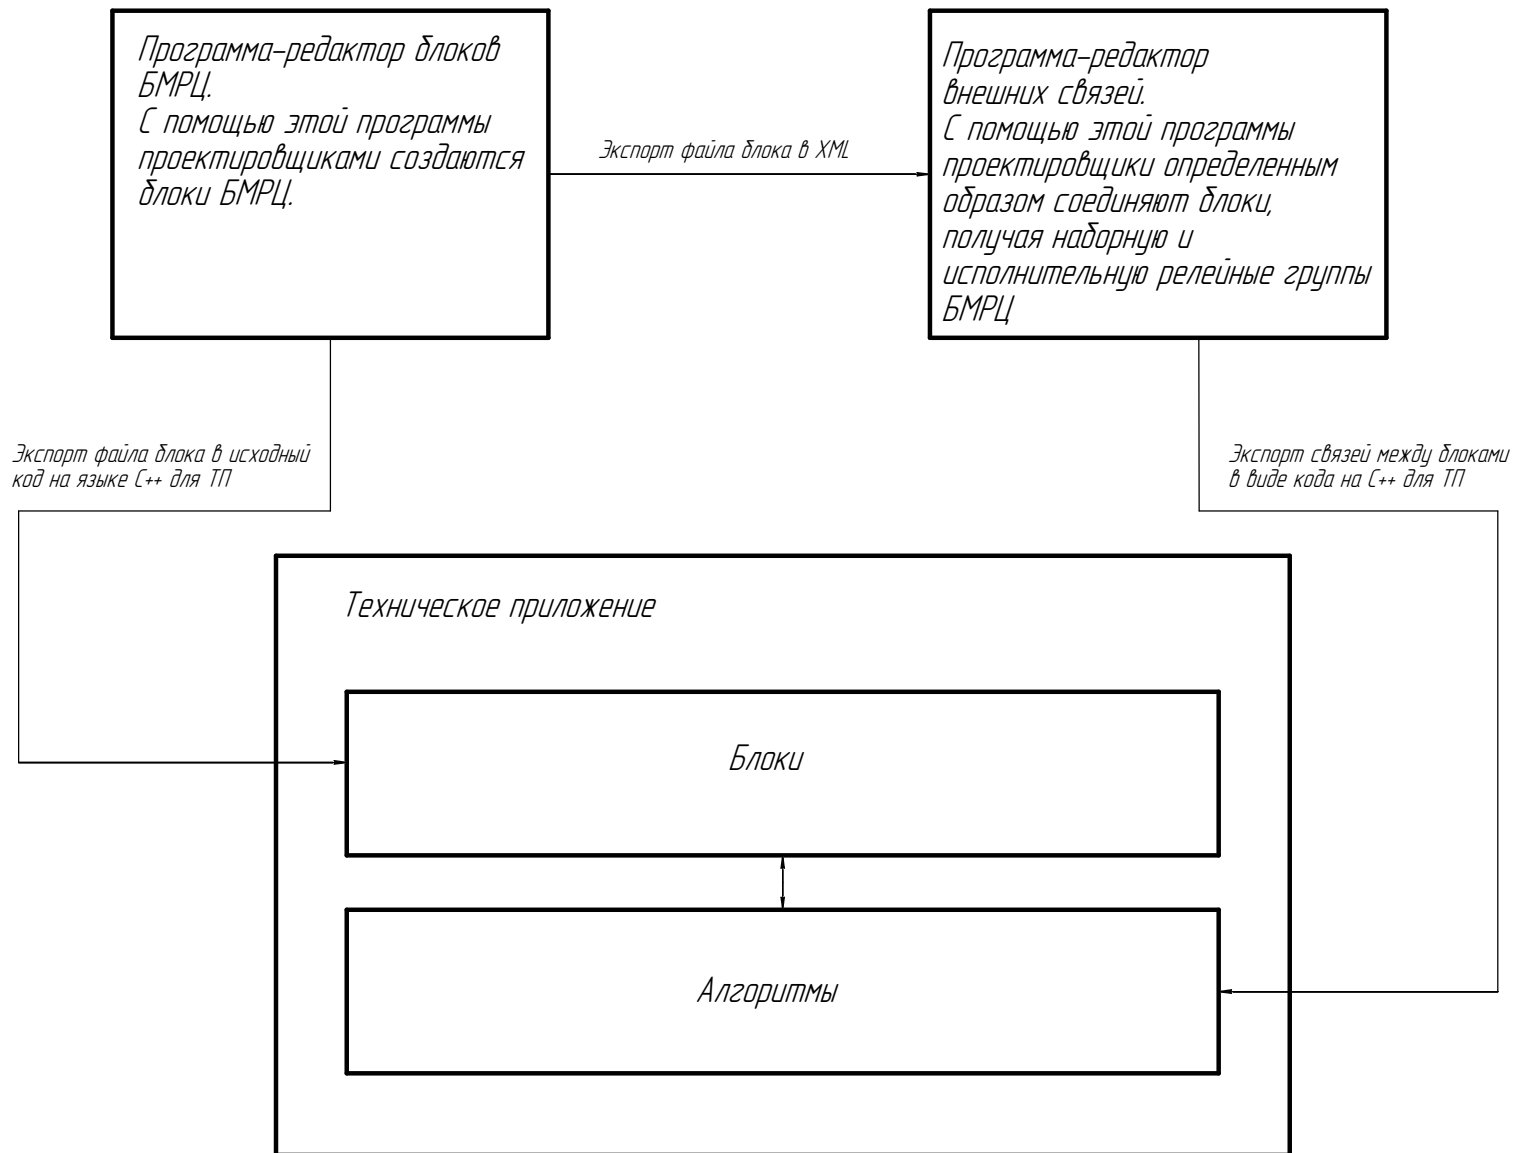 Программа-редактор блоков
БМРЦ.
С помощью этой программы
проектировщиками создаются
блоки БМРЦ.
Экспорт файла блока в XML
Программа-редактор
внешних связей.
С помощью этой программы
проектировщики определенным
образом соединяют блоки,
получая наборную и
исполнительную релейные группы
БМРЦ
Экспорт файла блока в исходный
код на языке C++ для ТП
Экспорт связей между блоками
в виде кода на C++ для ТП
Техническое приложение
Блоки
Алгоритмы